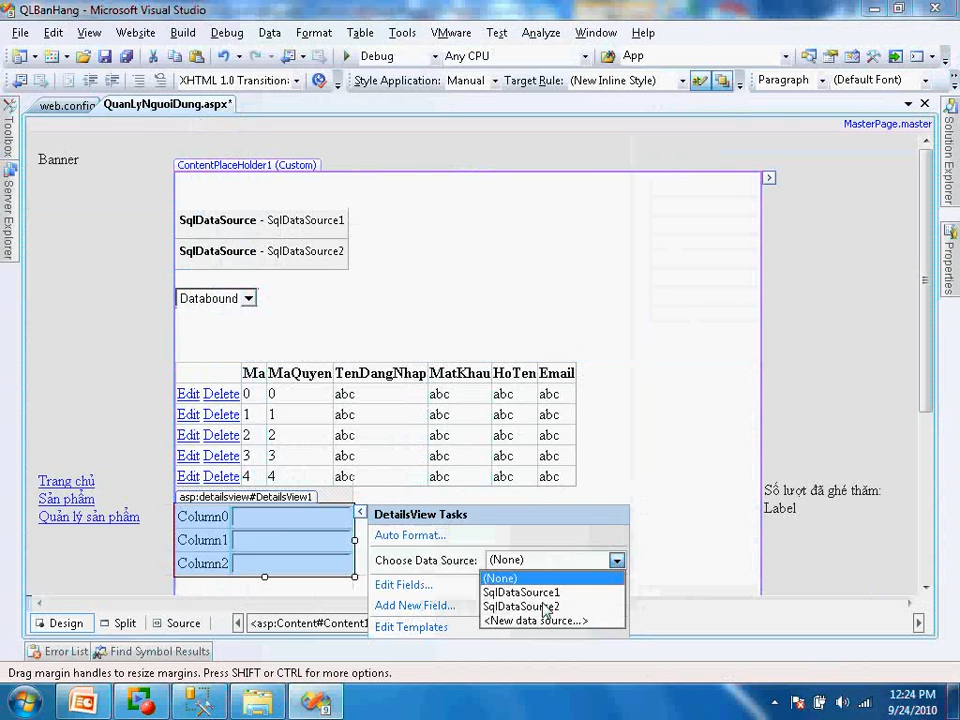 QLBanHang - Microsoft Visual Studio
File Edit View Website Build Debug Data Format Table Tools VMware Test Analyze Window Help
Debug Any CPU App
XHTML 1.0 Transition Style Application: Manual Target Rule: (New Inline Style) Paragraph (Default Font)
web.config QuanLyNguoiDung.aspx*
MasterPage.master
Toolbox
Server Explorer
Solution Explorer
Properties
Banner
ContentPlaceHolder1 (Custom)
SqlDataSource - SqlDataSource1
SqlDataSource - SqlDataSource2
Databound
Ma MaQuyen TenDangNhap MatKhau HoTen Email
Edit Delete 0 0 abc abc abc abc
Edit Delete 1 1 abc abc abc abc
Edit Delete 2 2 abc abc abc abc
Edit Delete 3 3 abc abc abc abc
Edit Delete 4 4 abc abc abc abc
Trang chủ
Sản phẩm
Quản lý sản phẩm
Số lượt đã ghé thăm:
Label
asp:detailsview#DetailsView1
Column0
Column1
Column2
DetailsView Tasks
Auto Format...
Choose Data Source: (None)
(None)
SqlDataSource1
SqlDataSource2
<New data source...>
Edit Fields...
Add New Field...
Edit Templates
Design Split Source <asp:Content#Content1
Error List Find Symbol Results
Drag margin handles to resize margins. Press SHIFT or CTRL for more options.
12:24 PM
9/24/2010